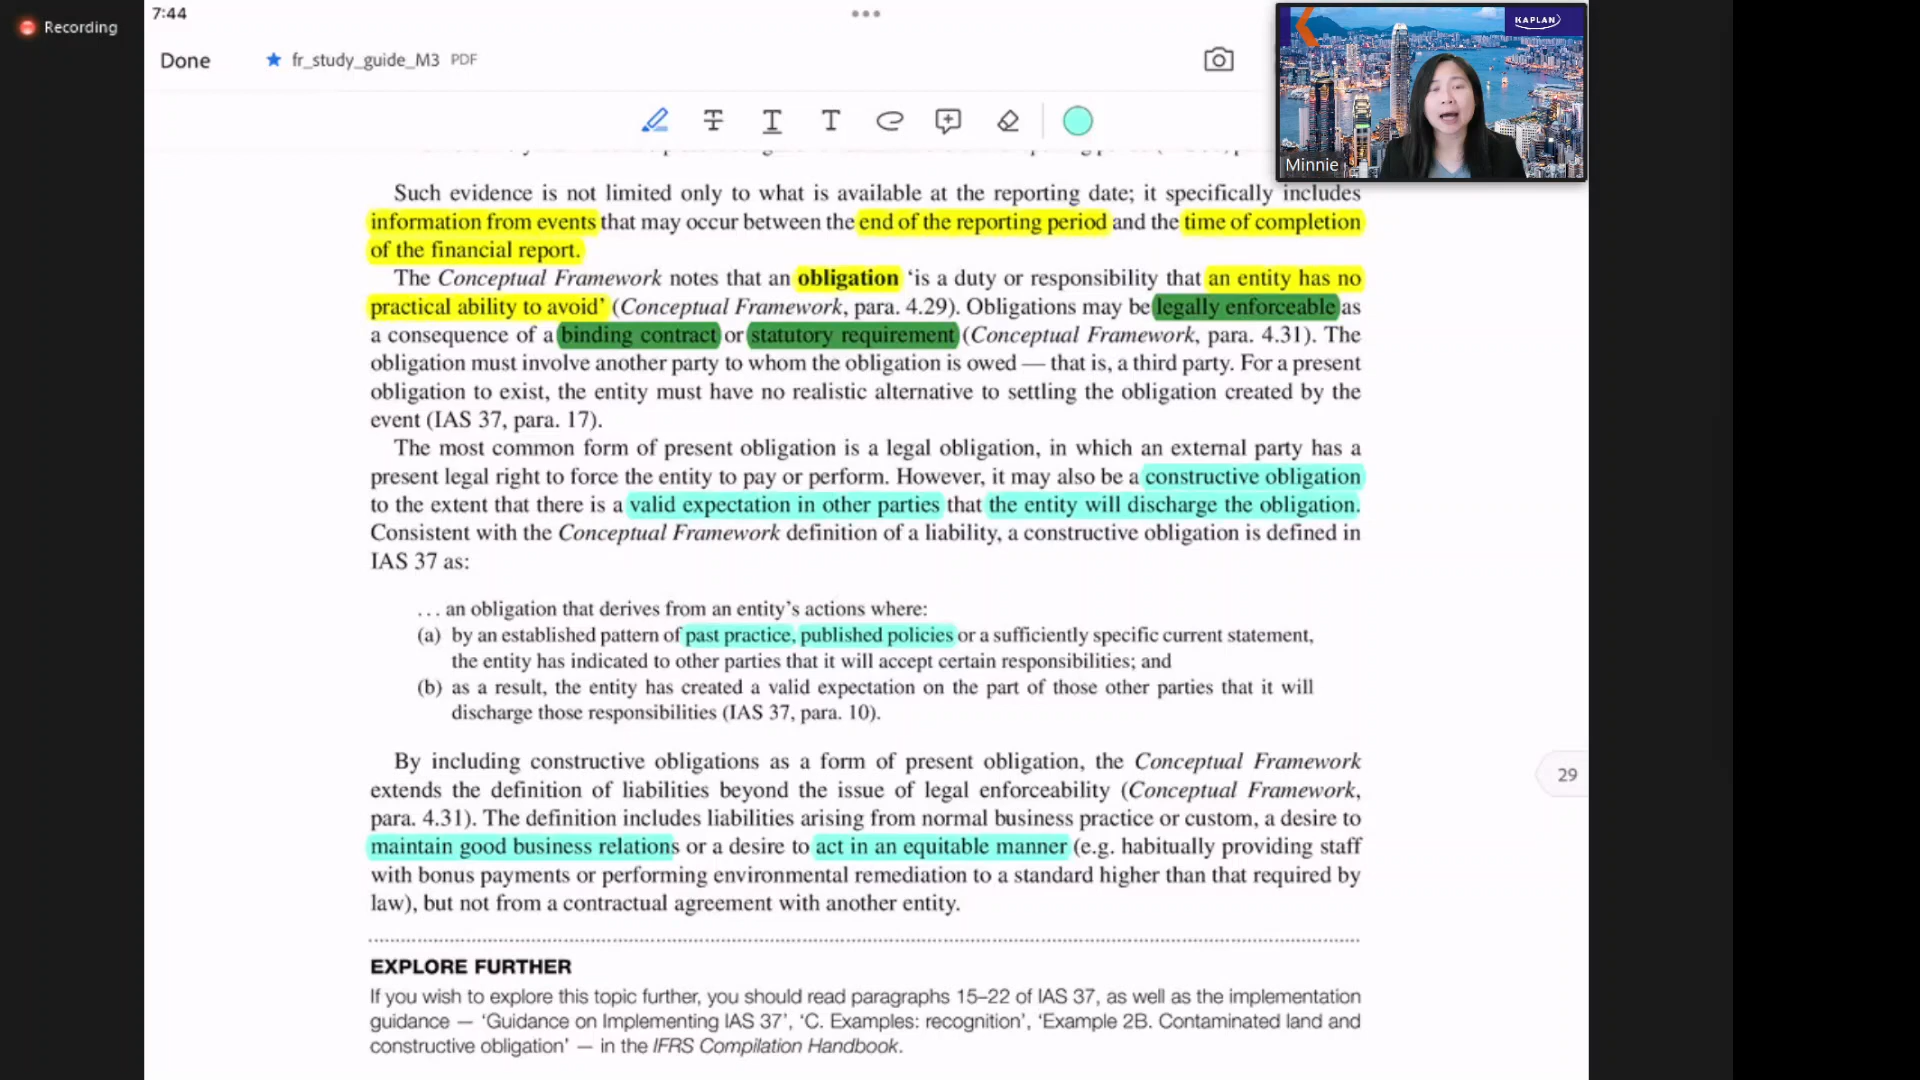 Recording
7:44
Done
fr_study_guide_M3 PDF
KAPLAN
Minnie
Such evidence is not limited only to what is available at the reporting date; it specifically includes
information from events that may occur between the end of the reporting period and the time of completion
of the financial report.
The Conceptual Framework notes that an obligation ‘is a duty or responsibility that an entity has no
practical ability to avoid’ (Conceptual Framework, para. 4.29). Obligations may be legally enforceable as
a consequence of a binding contract or statutory requirement (Conceptual Framework, para. 4.31). The
obligation must involve another party to whom the obligation is owed — that is, a third party. For a present
obligation to exist, the entity must have no realistic alternative to settling the obligation created by the
event (IAS 37, para. 17).
The most common form of present obligation is a legal obligation, in which an external party has a
present legal right to force the entity to pay or perform. However, it may also be a constructive obligation
to the extent that there is a valid expectation in other parties that the entity will discharge the obligation.
Consistent with the Conceptual Framework definition of a liability, a constructive obligation is defined in
IAS 37 as:
. . . an obligation that derives from an entity’s actions where:
(a) by an established pattern of past practice, published policies or a sufficiently specific current statement,
the entity has indicated to other parties that it will accept certain responsibilities; and
(b) as a result, the entity has created a valid expectation on the part of those other parties that it will
discharge those responsibilities (IAS 37, para. 10).
By including constructive obligations as a form of present obligation, the Conceptual Framework
extends the definition of liabilities beyond the issue of legal enforceability (Conceptual Framework,
para. 4.31). The definition includes liabilities arising from normal business practice or custom, a desire to
maintain good business relations or a desire to act in an equitable manner (e.g. habitually providing staff
with bonus payments or performing environmental remediation to a standard higher than that required by
law), but not from a contractual agreement with another entity.
29
EXPLORE FURTHER
If you wish to explore this topic further, you should read paragraphs 15–22 of IAS 37, as well as the implementation
guidance — ‘Guidance on Implementing IAS 37’, ‘C. Examples: recognition’, ‘Example 2B. Contaminated land and
constructive obligation’ — in the IFRS Compilation Handbook.